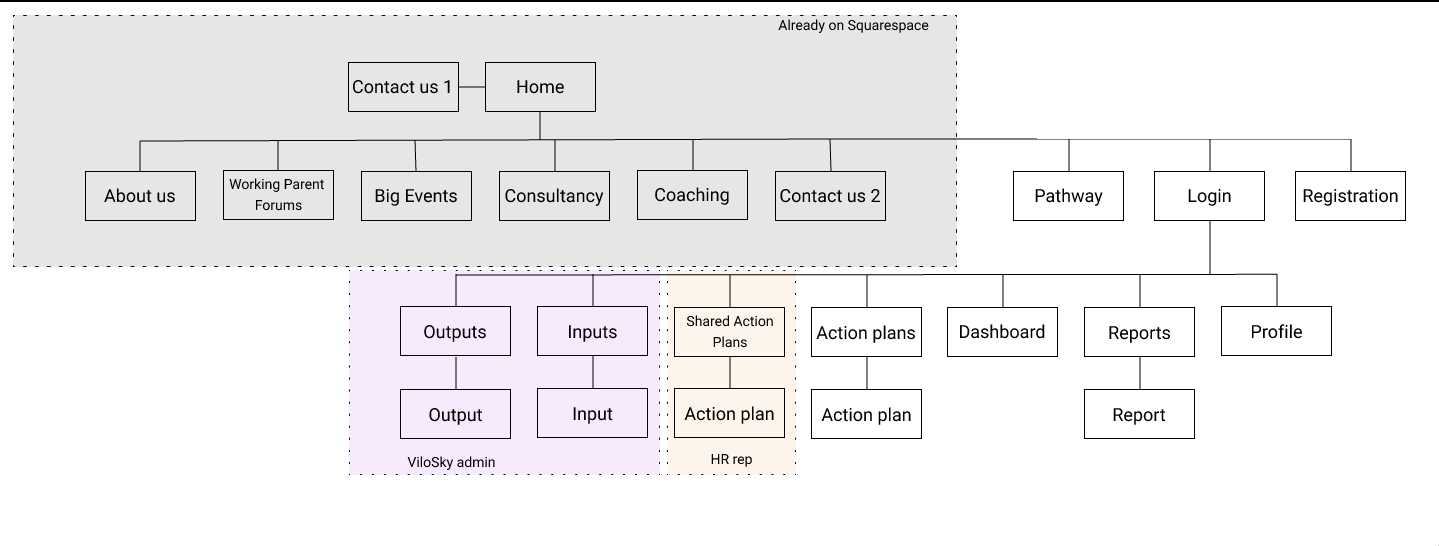 Already on Squarespace
Contact us 1
Home
About us
Working Parent
Forums
Big Events
Consultancy
Coaching
Contact us 2
Pathway
Login
Registration
Outputs
Inputs
Shared Action
Plans
Action plans
Dashboard
Reports
Profile
Output
Input
Action plan
Action plan
Report
ViloSky admin
HR rep